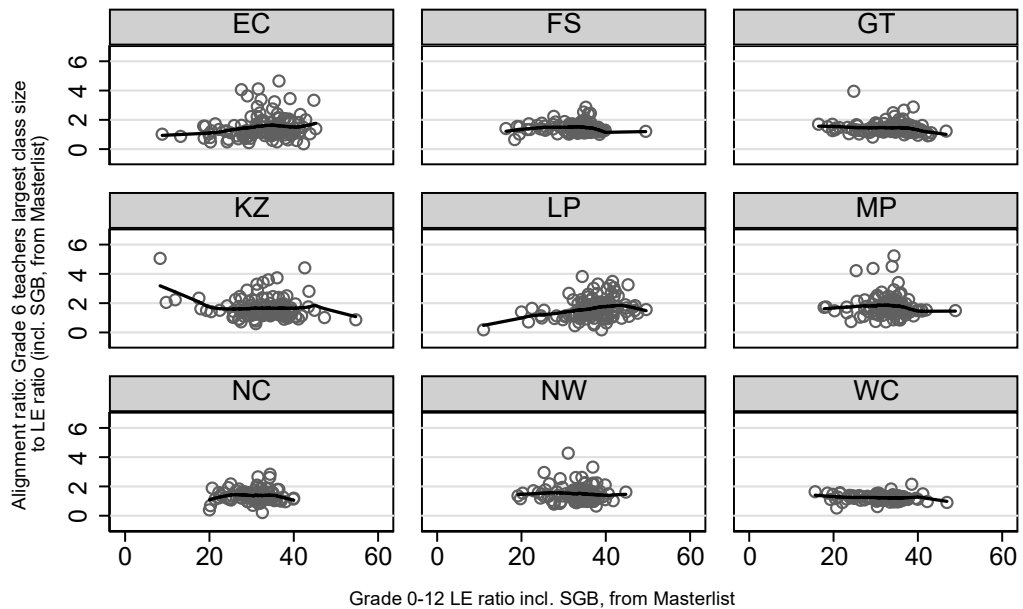 Alignment ratio: Grade 6 teachers largest class size
to LE ratio (incl. SGB, from Masterlist)
EC FS GT
6
4
2
0
KZ LP MP
6
4
2
0
NC NW WC
6
4
2
0
0 20 40 60 0 20 40 60 0 20 40 60
Grade 0-12 LE ratio incl. SGB, from Masterlist